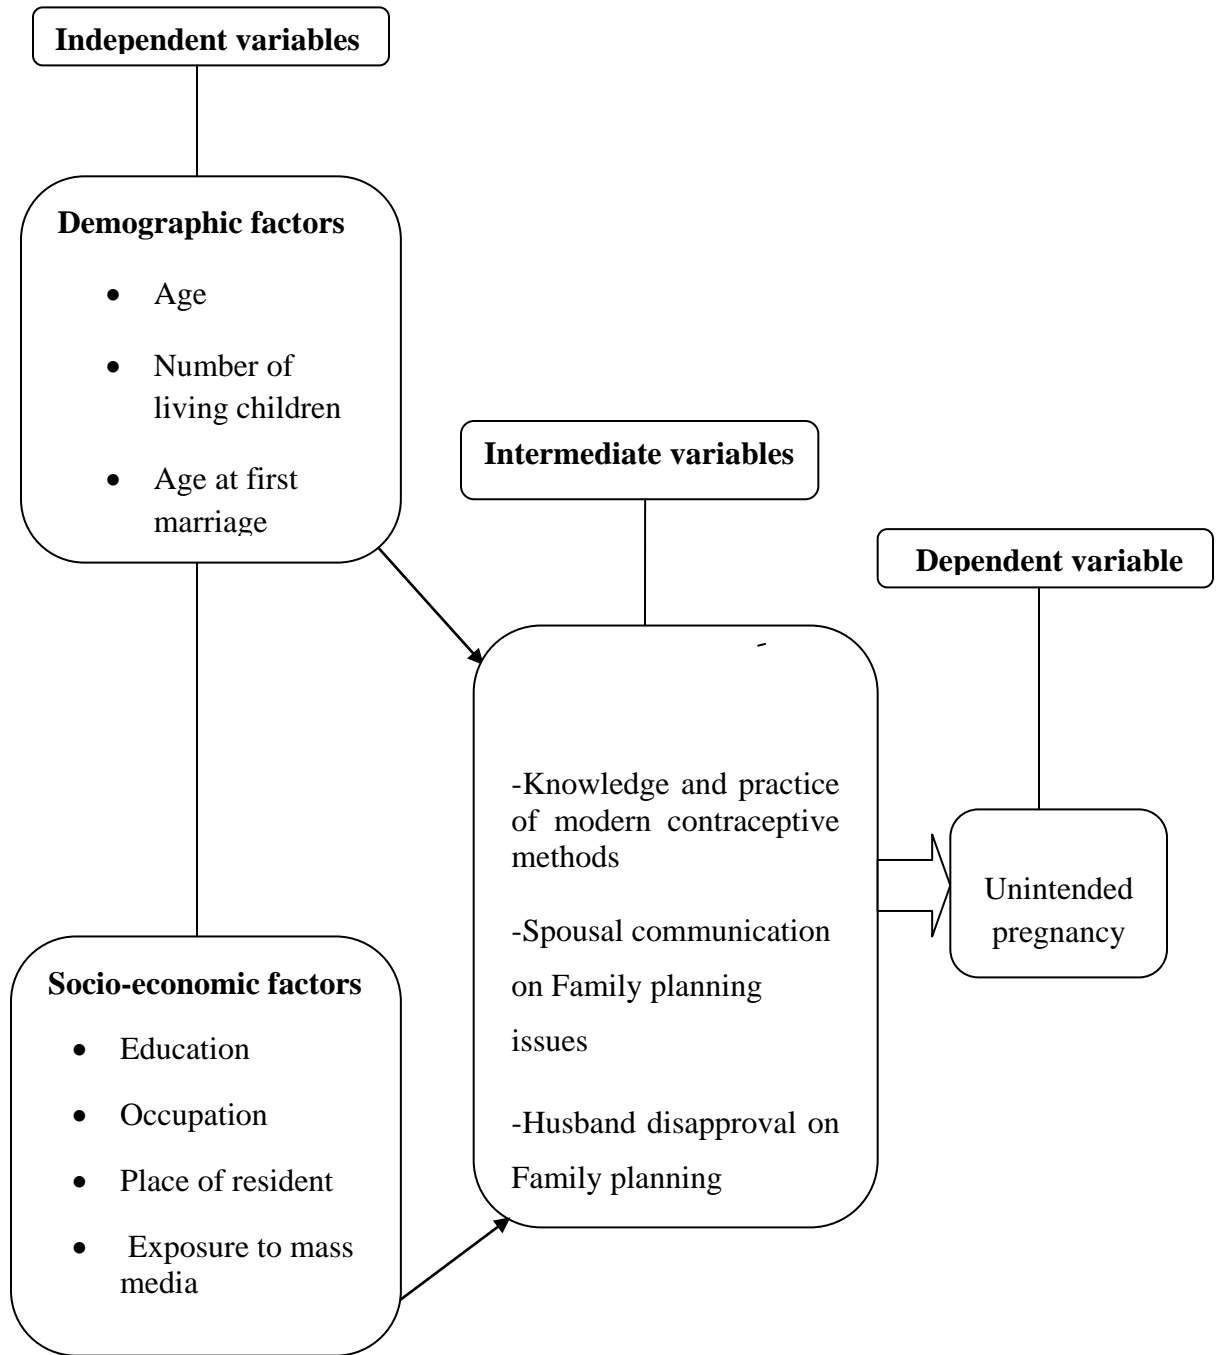 Independent variables
Demographic factors
• Age
• Number of
living children
• Age at first
marriage
Intermediate variables
Dependent variable
-Knowledge and practice
of modern contraceptive
methods
-Spousal communication
on Family planning
issues
-Husband disapproval on
Family planning
Unintended
pregnancy
Socio-economic factors
• Education
• Occupation
• Place of resident
• Exposure to mass
media